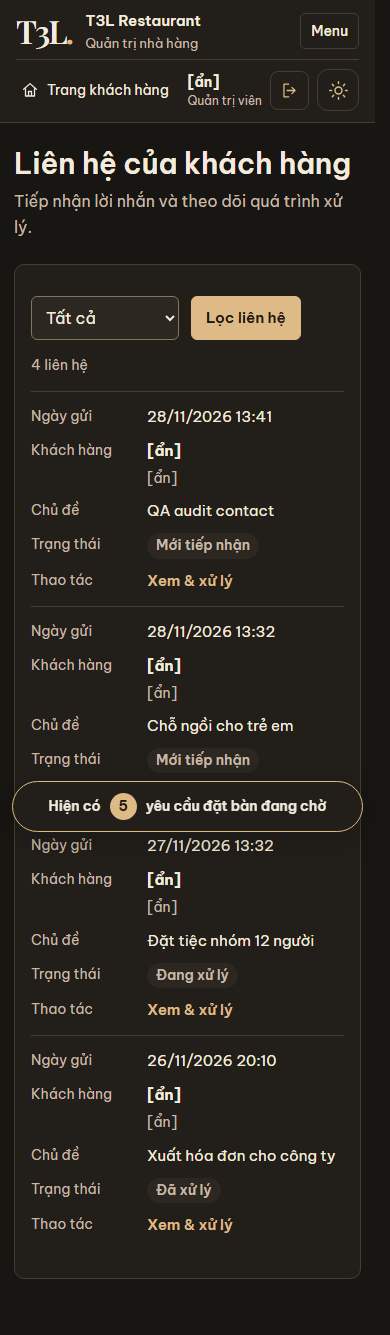 T3L.
T3L Restaurant
Quản trị nhà hàng
Menu
Trang khách hàng
[ẩn]
Quản trị viên
Liên hệ của khách hàng
Tiếp nhận lời nhắn và theo dõi quá trình xử
lý.
Tất cả
Lọc liên hệ
4 liên hệ
Ngày gửi 28/11/2026 13:41
Khách hàng [ẩn]
[ẩn]
Chủ đề QA audit contact
Trạng thái Mới tiếp nhận
Thao tác Xem & xử lý
Ngày gửi 28/11/2026 13:32
Khách hàng [ẩn]
[ẩn]
Chủ đề Chỗ ngồi cho trẻ em
Trạng thái Mới tiếp nhận
Hiện có 5 yêu cầu đặt bàn đang chờ
Ngày gửi 27/11/2026 13:32
Khách hàng [ẩn]
[ẩn]
Chủ đề Đặt tiệc nhóm 12 người
Trạng thái Đang xử lý
Thao tác Xem & xử lý
Ngày gửi 26/11/2026 20:10
Khách hàng [ẩn]
[ẩn]
Chủ đề Xuất hóa đơn cho công ty
Trạng thái Đã xử lý
Thao tác Xem & xử lý